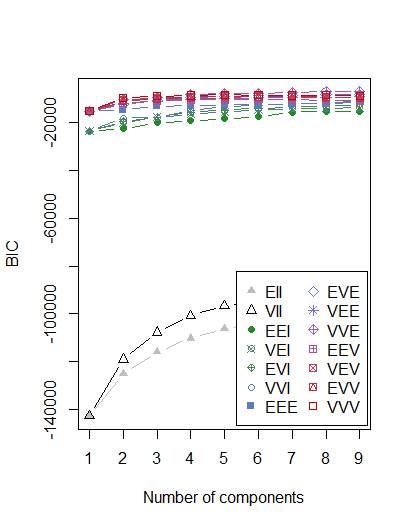 BIC
-20000
-60000
-100000
-140000
EII
VII
EEI
VEI
EVI
VVI
EEE
EVE
VEE
VVE
EEV
VEV
EVV
VVV
1 2 3 4 5 6 7 8 9
Number of components